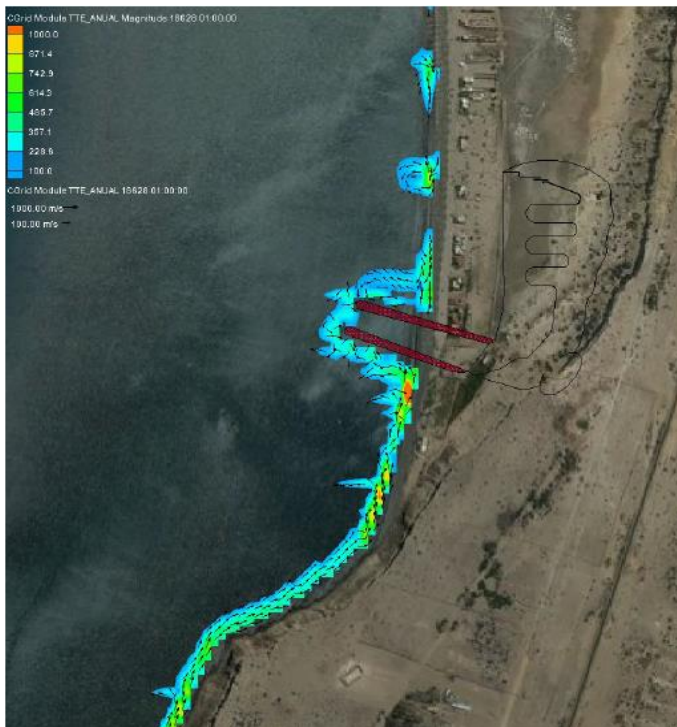 CGrid Module TTE_ANUAL Magnitude 18628 01:00:00
1000.0
871.4
742.9
614.3
485.7
357.1
228.6
100.0
CGrid Module TTE_ANUAL 18628 01:00:00
1000.00 m/s
100.00 m/s